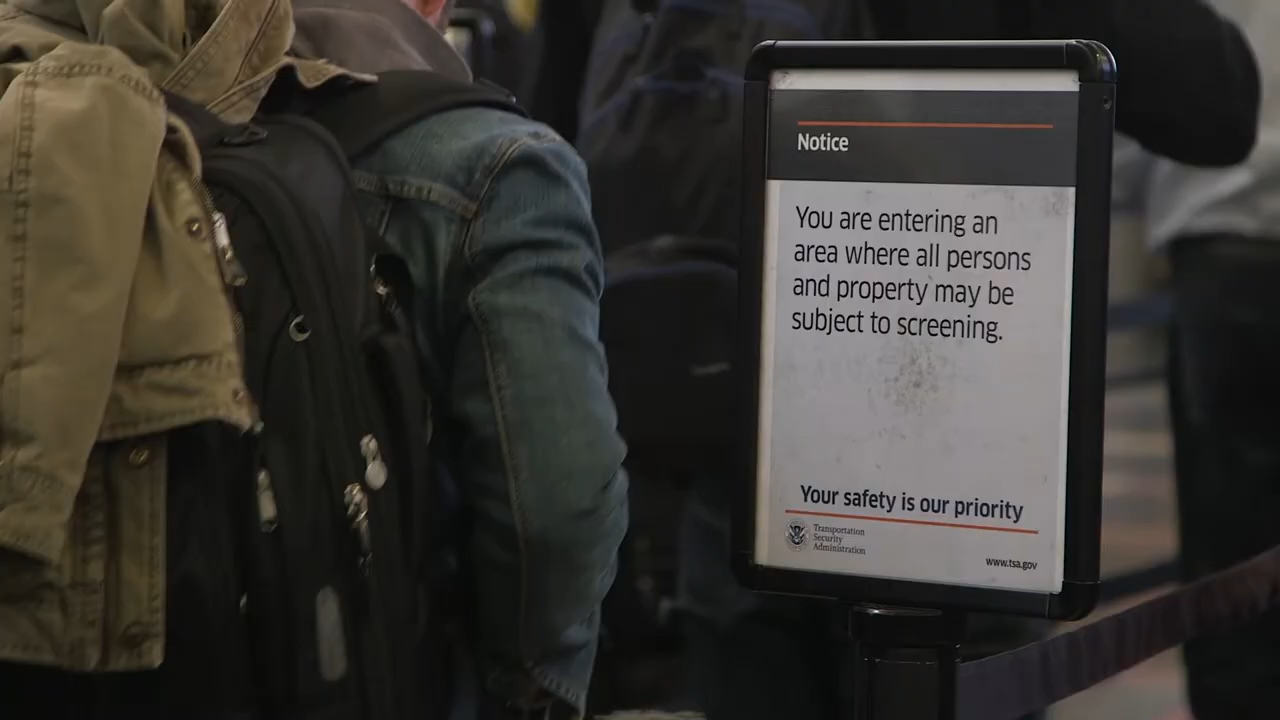 Notice
You are entering an
area where all persons
and property may be
subject to screening.
Your safety is our priority
Transportation
Security
Administration
www.tsa.gov